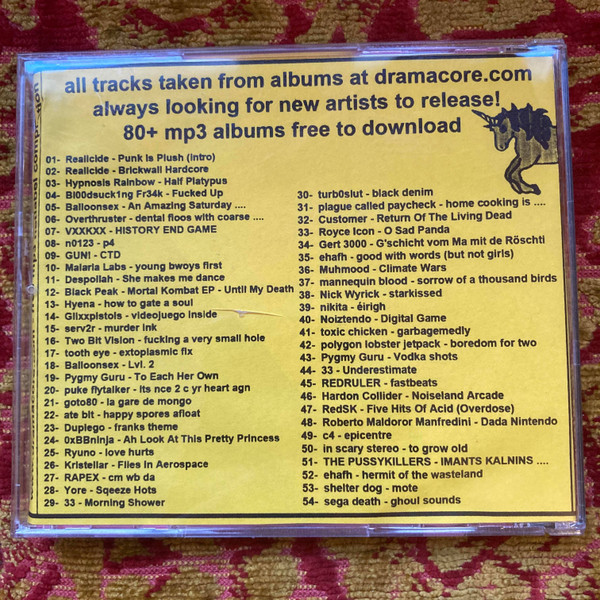 all tracks taken from albums at dramacore.com
always looking for new artists to release!
80+ mp3 albums free to download
01- Realicide - Punk Is Plush (intro)
02- Realicide - Brickwall Hardcore
03- Hypnosis Rainbow - Half Platypus
04- Bl00dsuck1ng Fr34k - Fucked Up
05- Balloonsex - An Amazing Saturday ....
06- Overthruster - dental floos with coarse ....
07- VXXKXX - HISTORY END GAME
08- n0123 - p4
09- GUN! - CTD
10- Malaria Labs - young bwoys first
11- Despoilah - She makes me dance
12- Black Peak - Mortal Kombat EP - Until My Death
13- Hyena - how to gate a soul
14- Glixxpistols - videojuego inside
15- serv2r - murder ink
16- Two Bit Vision - fucking a very small hole
17- tooth eye - extoplasmic fix
18- Balloonsex - Lvl. 2
19- Pygmy Guru - To Each Her Own
20- puke flytalker - its nce 2 c yr heart agn
21- goto80 - la gare de mongo
22- ate bit - happy spores afloat
23- Duplego - franks theme
24- 0xBBninja - Ah Look At This Pretty Princess
25- Ryuno - love hurts
26- Kristellar - Flies In Aerospace
27- RAPEX - cm wb da
28- Yore - Sqeeze Hots
29- 33 - Morning Shower
30- turb0slut - black denim
31- plague called paycheck - home cooking is ....
32- Customer - Return Of The Living Dead
33- Royce Icon - O Sad Panda
34- Gert 3000 - G'schicht vom Ma mit de Röschti
35- ehafh - good with words (but not girls)
36- Muhmood - Climate Wars
37- mannequin blood - sorrow of a thousand birds
38- Nick Wyrick - starkissed
39- nikita - éirigh
40- Noiztendo - Digital Game
41- toxic chicken - garbagemedly
42- polygon lobster jetpack - boredom for two
43- Pygmy Guru - Vodka shots
44- 33 - Underestimate
45- REDRULER - fastbeats
46- Hardon Collider - Noiseland Arcade
47- RedSK - Five Hits Of Acid (Overdose)
48- Roberto Maldoror Manfredini - Dada Nintendo
49- c4 - epicentre
50- in scary stereo - to grow old
51- THE PUSSYKILLERS - IMANTS KALNINS ....
52- ehafh - hermit of the wasteland
53- shelter dog - mote
54- sega death - ghoul sounds